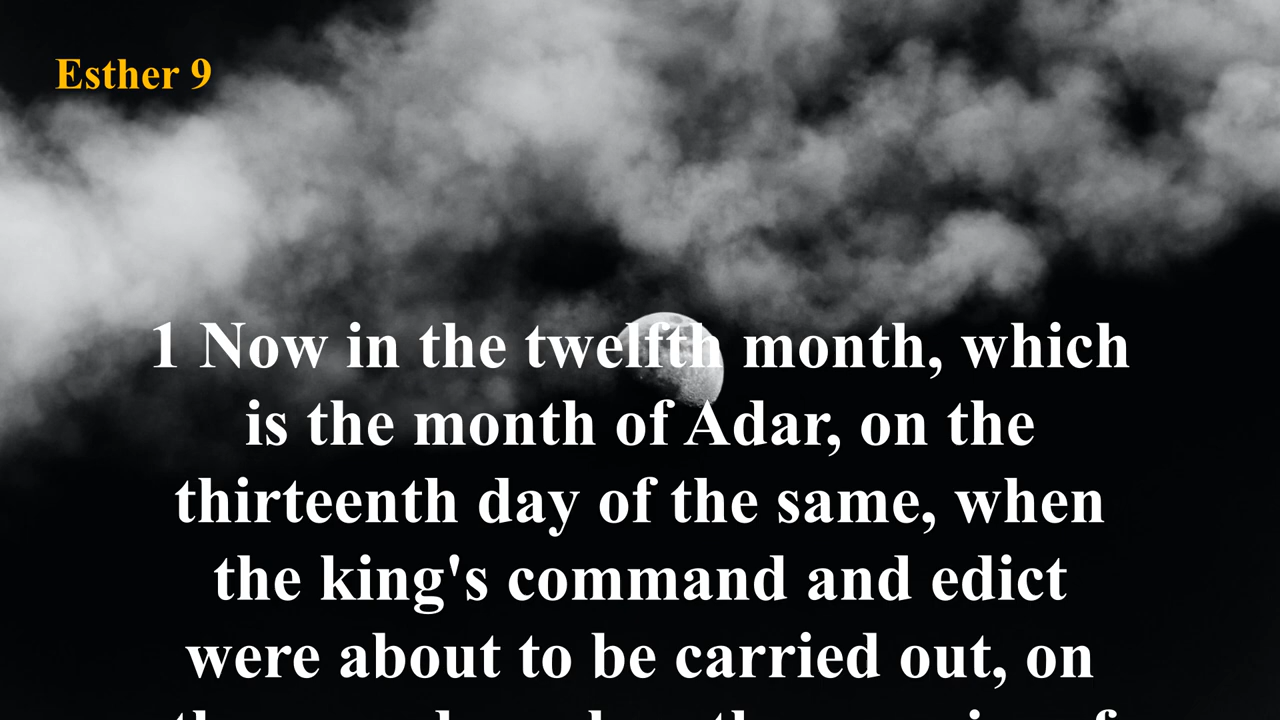 Esther 9
1 Now in the twelfth month, which
is the month of Adar, on the
thirteenth day of the same, when
the king's command and edict
were about to be carried out, on